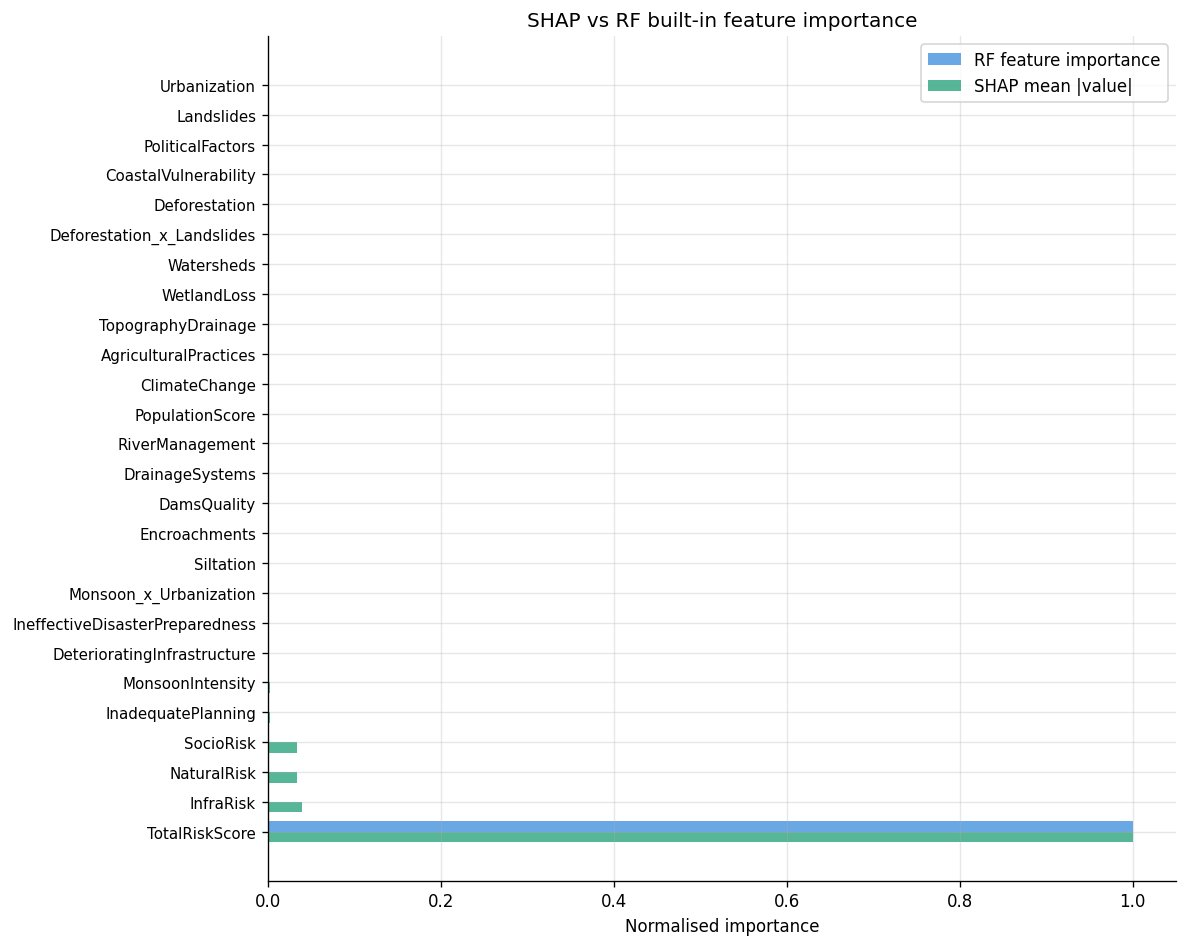 SHAP vs RF built-in feature importance
RF feature importance
SHAP mean |value|
Urbanization
Landslides
PoliticalFactors
CoastalVulnerability
Deforestation
Deforestation_x_Landslides
Watersheds
WetlandLoss
TopographyDrainage
AgriculturalPractices
ClimateChange
PopulationScore
RiverManagement
DrainageSystems
DamsQuality
Encroachments
Siltation
Monsoon_x_Urbanization
IneffectiveDisasterPreparedness
DeterioratingInfrastructure
MonsoonIntensity
InadequatePlanning
SocioRisk
NaturalRisk
InfraRisk
TotalRiskScore
0.0 0.2 0.4 0.6 0.8 1.0
Normalised importance